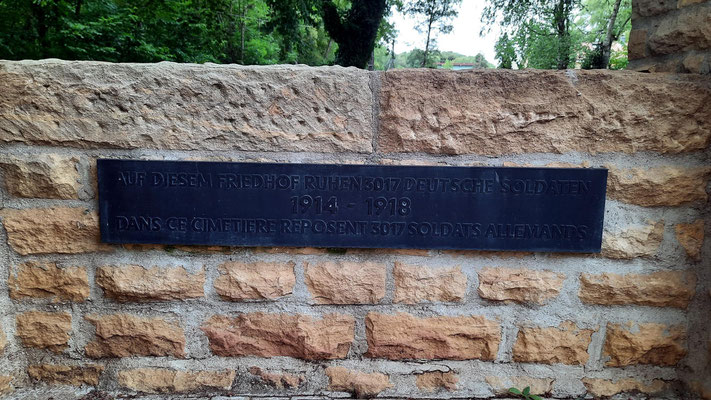 AUF DIESEM FRIEDHOF RUHEN 3017 DEUTSCHE SOLDATEN
1914 - 1918
DANS CE CIMETIERE REPOSENT 3017 SOLDATS ALLEMANDS